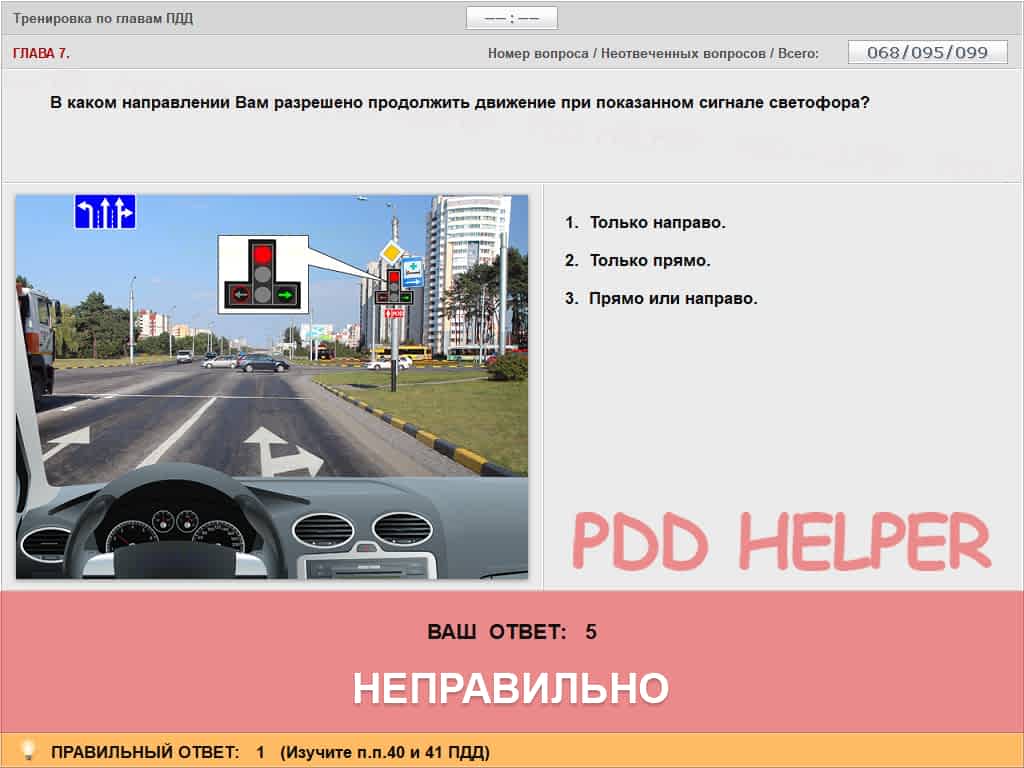 Тренировка по главам ПДД
—— : ——
ГЛАВА 7.
Номер вопроса / Неотвеченных вопросов / Всего:
068/095/099
В каком направлении Вам разрешено продолжить движение при показанном сигнале светофора?
1. Только направо.
2. Только прямо.
3. Прямо или направо.
PDD HELPER
ВАШ ОТВЕТ: 5
НЕПРАВИЛЬНО
ПРАВИЛЬНЫЙ ОТВЕТ: 1 (Изучите п.п.40 и 41 ПДД)